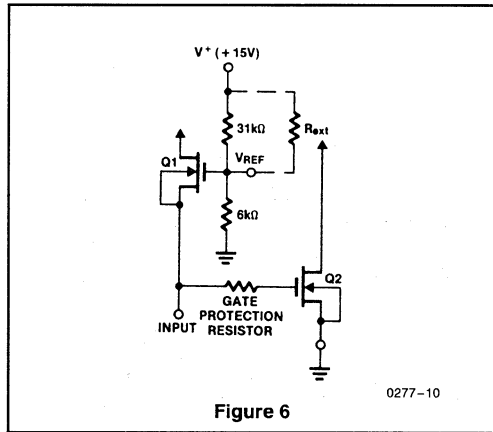 V+ (+15V)
31kΩ
Rext
Q1
VREF
6kΩ
Q2
GATE
PROTECTION
RESISTOR
INPUT
0277-10
Figure 6